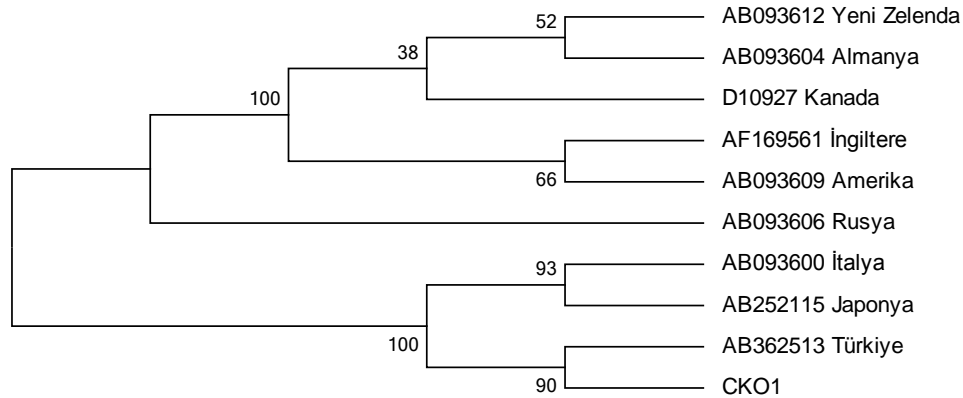 52
AB093612 Yeni Zelenda
AB093604 Almanya
38
D10927 Kanada
100
AF169561 İngiltere
66
AB093609 Amerika
AB093606 Rusya
93
AB093600 İtalya
AB252115 Japonya
100
AB362513 Türkiye
90
CKO1